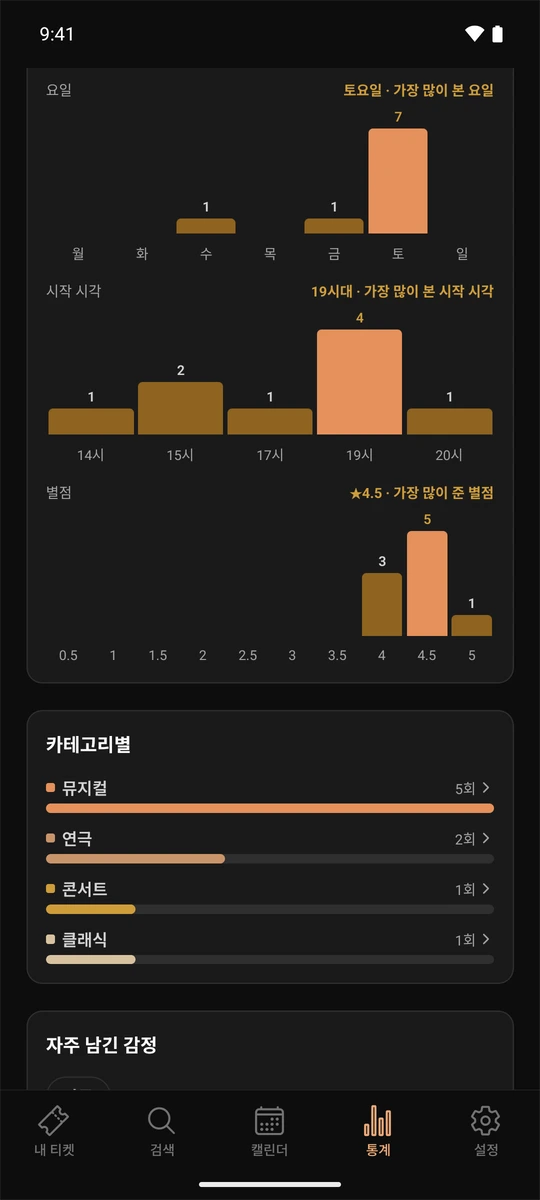 9:41
요일 토요일 · 가장 많이 본 요일
7
1 1
월 화 수 목 금 토 일
시작 시각 19시대 · 가장 많이 본 시작 시각
4
2
1 1 1
14시 15시 17시 19시 20시
별점 ★4.5 · 가장 많이 준 별점
5
3
1
0.5 1 1.5 2 2.5 3 3.5 4 4.5 5
카테고리별
뮤지컬 5회
연극 2회
콘서트 1회
클래식 1회
자주 남긴 감정
내 티켓 검색 캘린더 통계 설정